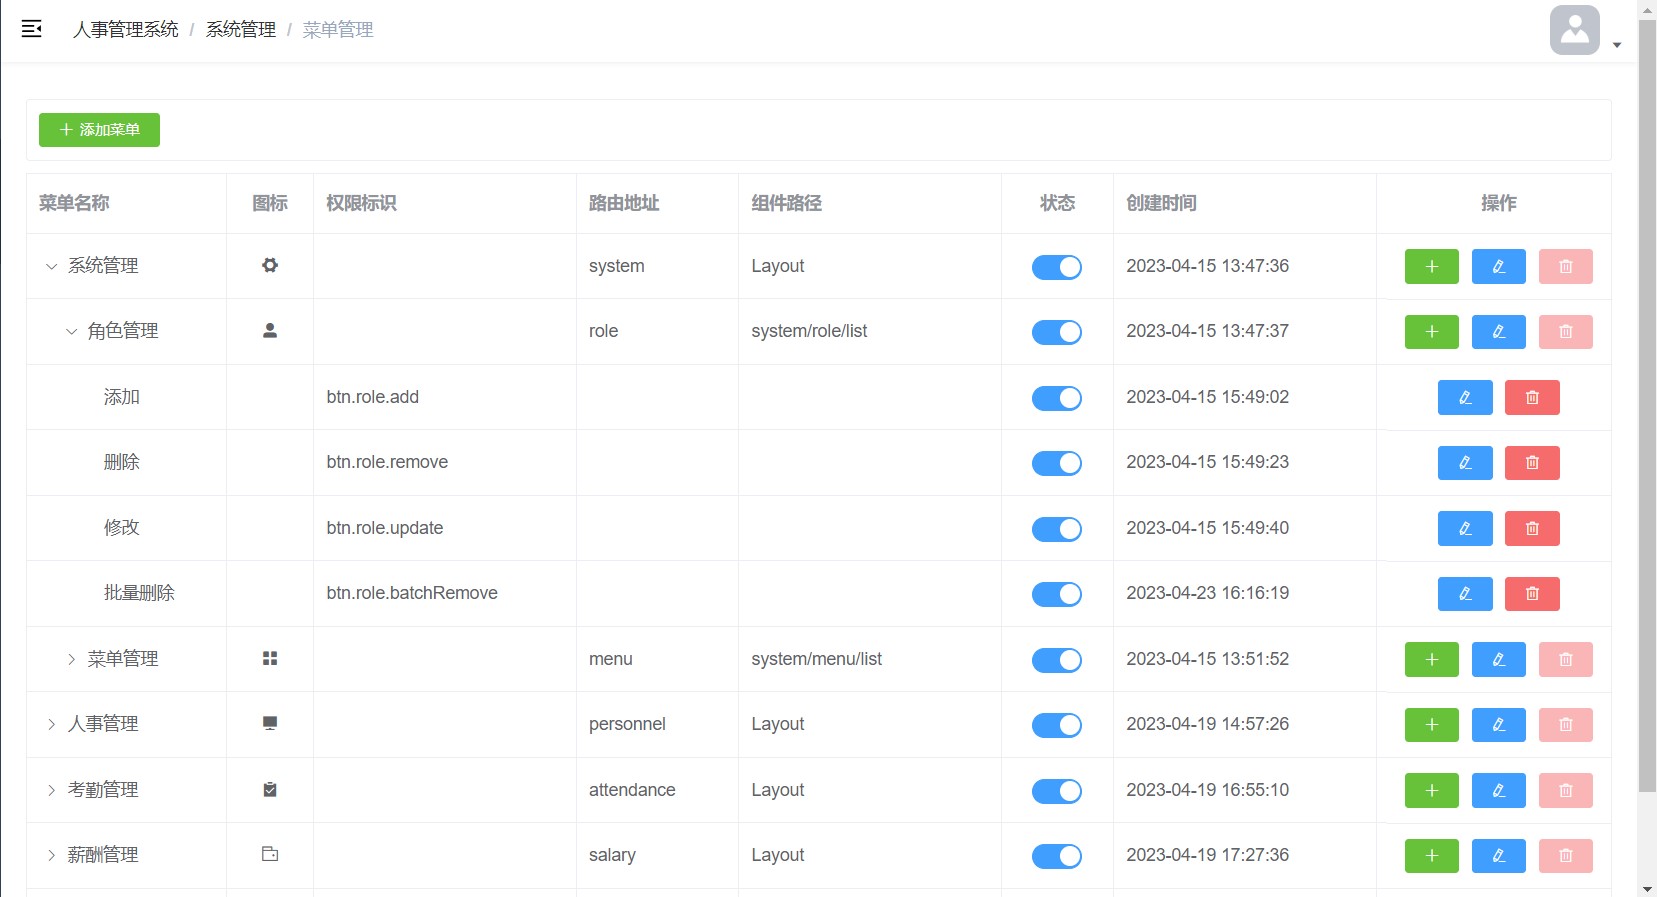 人事管理系统 / 系统管理 / 菜单管理
添加菜单
菜单名称 图标 权限标识 路由地址 组件路径 状态 创建时间 操作
系统管理 system Layout 2023-04-15 13:47:36
角色管理 role system/role/list 2023-04-15 13:47:37
添加 btn.role.add 2023-04-15 15:49:02
删除 btn.role.remove 2023-04-15 15:49:23
修改 btn.role.update 2023-04-15 15:49:40
批量删除 btn.role.batchRemove 2023-04-23 16:16:19
菜单管理 menu system/menu/list 2023-04-15 13:51:52
人事管理 personnel Layout 2023-04-19 14:57:26
考勤管理 attendance Layout 2023-04-19 16:55:10
薪酬管理 salary Layout 2023-04-19 17:27:36